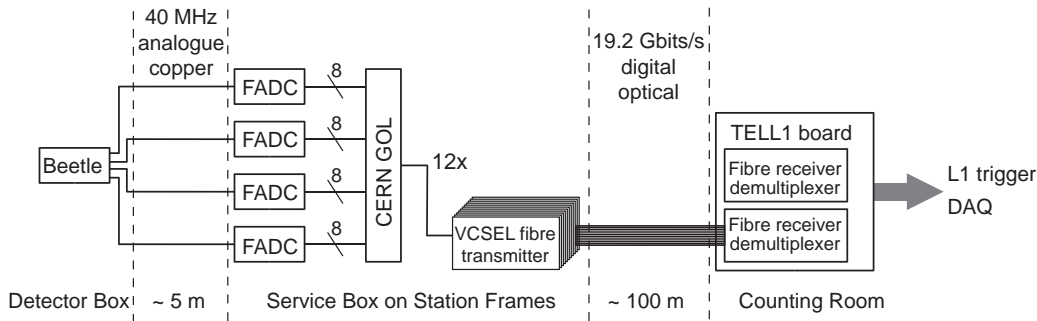 40 MHz
analogue
copper
19.2 Gbits/s
digital
optical
Beetle
FADC
8
FADC
8
FADC
8
FADC
8
CERN GOL
12x
VCSEL fibre
transmitter
TELL1 board
Fibre receiver
demultiplexer
Fibre receiver
demultiplexer
L1 trigger
DAQ
Detector Box
~ 5 m
Service Box on Station Frames
~ 100 m
Counting Room